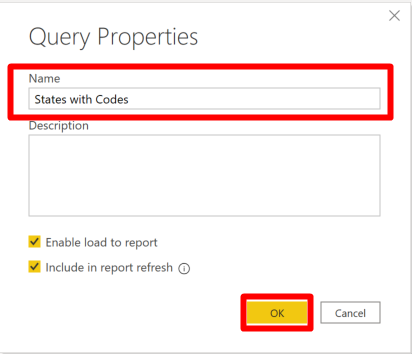 Query Properties
Name
States with Codes
Description
Enable load to report
Include in report refresh
OK Cancel